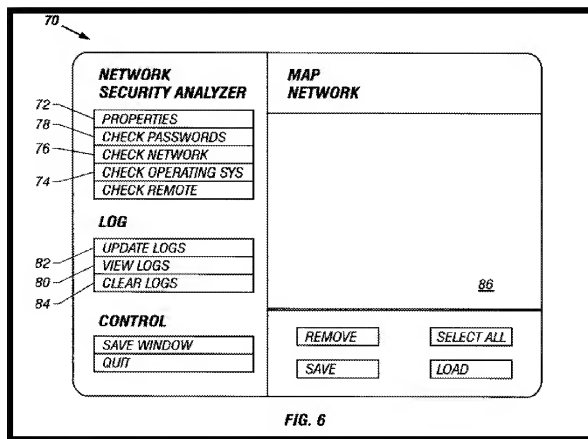 70
NETWORK
SECURITY ANALYZER
72
PROPERTIES
78
CHECK PASSWORDS
76
CHECK NETWORK
74
CHECK OPERATING SYS
CHECK REMOTE
LOG
82
UPDATE LOGS
80
VIEW LOGS
84
CLEAR LOGS
CONTROL
SAVE WINDOW
QUIT
MAP
NETWORK
86
REMOVE
SELECT ALL
SAVE
LOAD
FIG. 6